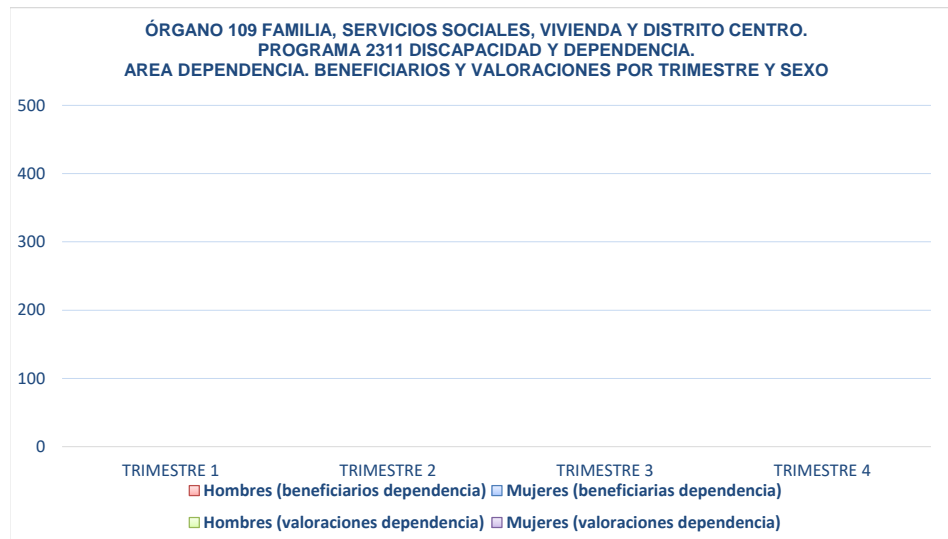 ÓRGANO 109 FAMILIA, SERVICIOS SOCIALES, VIVIENDA Y DISTRITO CENTRO.
PROGRAMA 2311 DISCAPACIDAD Y DEPENDENCIA.
AREA DEPENDENCIA. BENEFICIARIOS Y VALORACIONES POR TRIMESTRE Y SEXO
500
400
300
200
100
0
TRIMESTRE 1 TRIMESTRE 2 TRIMESTRE 3 TRIMESTRE 4
Hombres (beneficiarios dependencia) Mujeres (beneficiarias dependencia)
Hombres (valoraciones dependencia) Mujeres (valoraciones dependencia)